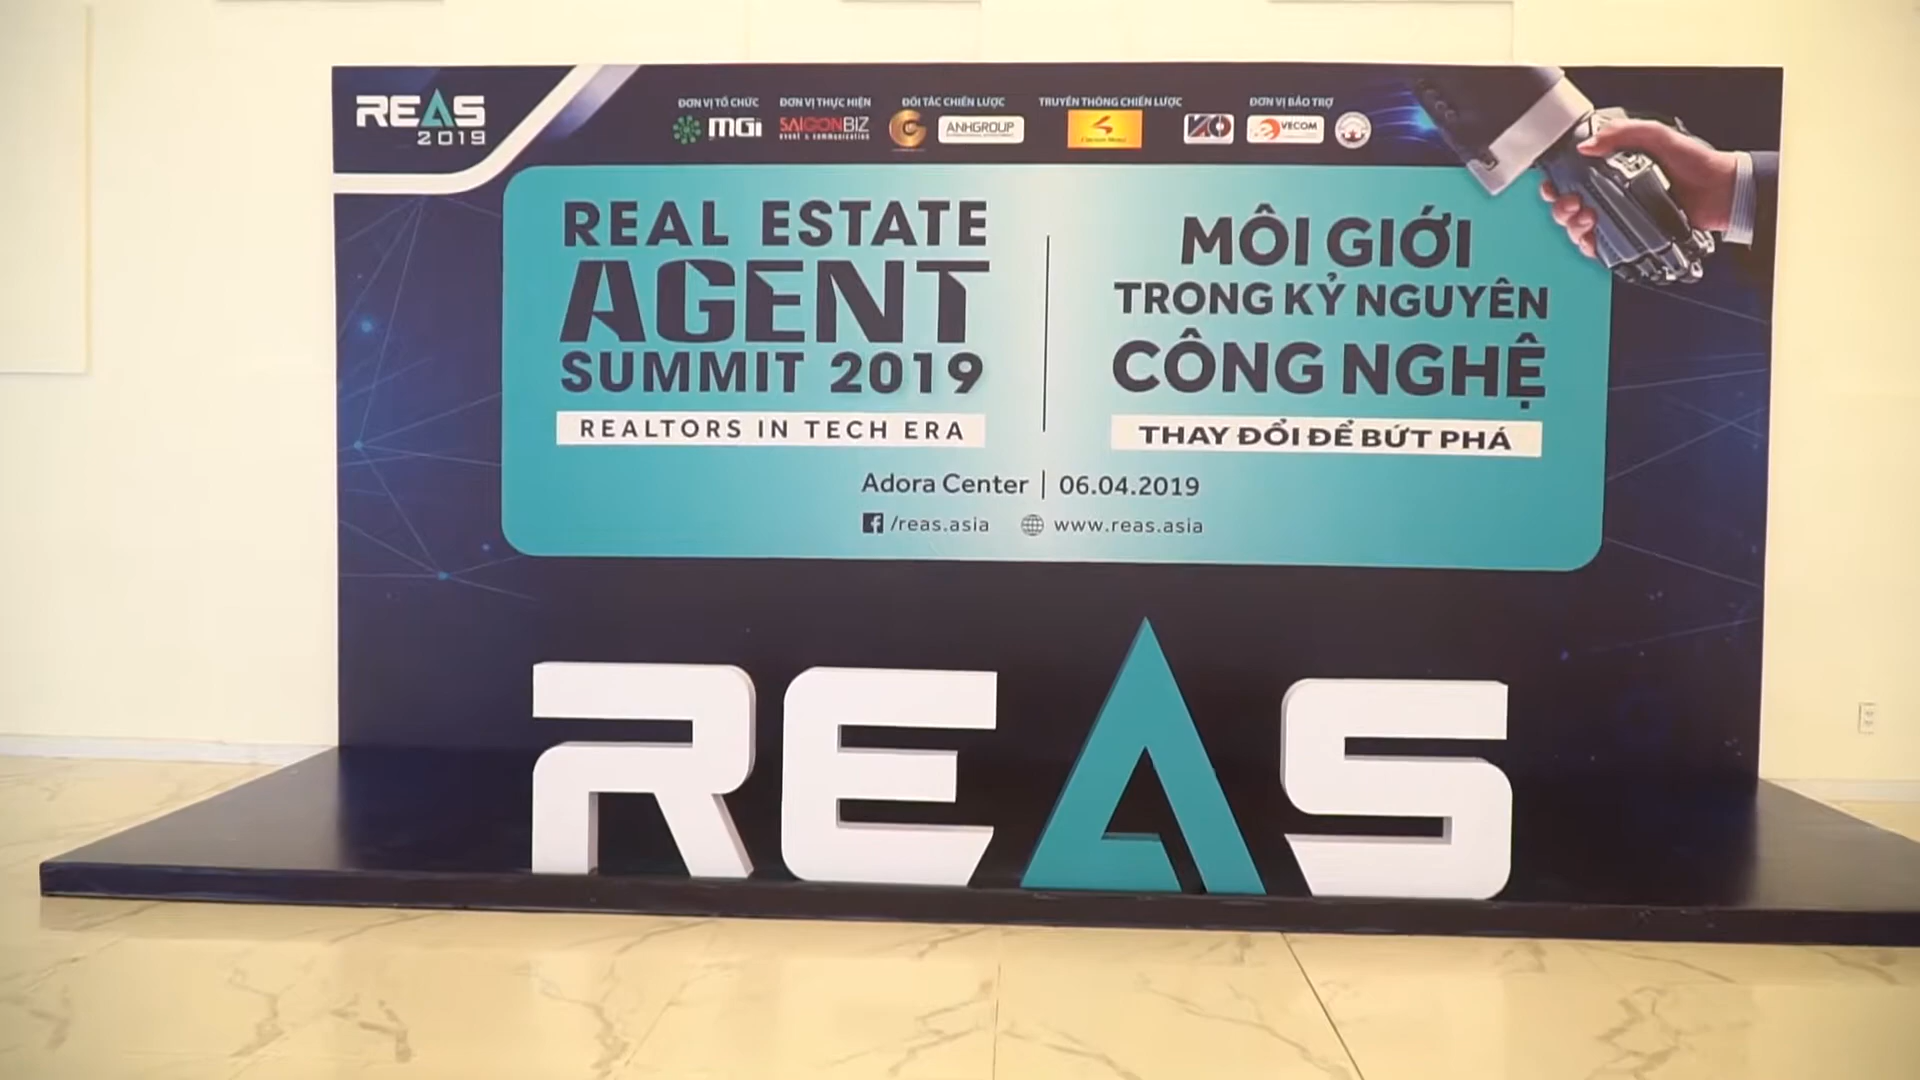 REAS
2019
ĐƠN VỊ TỔ CHỨC
MGi
ĐƠN VỊ THỰC HIỆN
SAIGONBIZ
event & communication
ĐỐI TÁC CHIẾN LƯỢC
ANHGROUP
TRUYỀN THÔNG CHIẾN LƯỢC
ĐƠN VỊ BẢO TRỢ
VECOM
REAL ESTATE
AGENT
SUMMIT 2019
REALTORS IN TECH ERA
MÔI GIỚI
TRONG KỶ NGUYÊN
CÔNG NGHỆ
THAY ĐỔI ĐỂ BỨT PHÁ
Adora Center | 06.04.2019
/reas.asia www.reas.asia
REAS